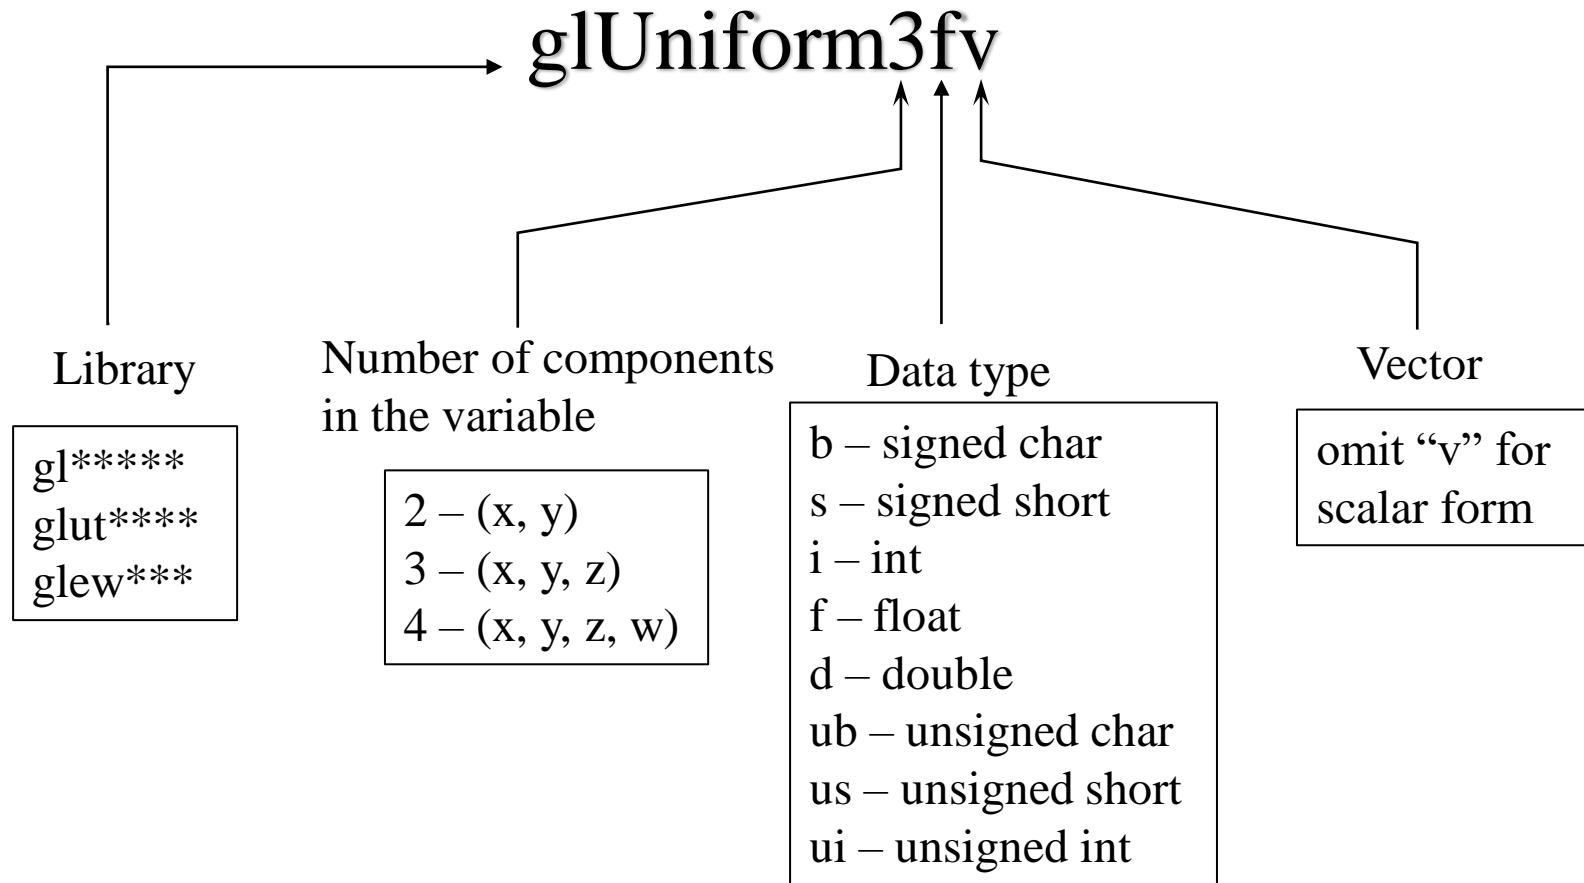 glUniform3fv
Library
gl*****
glut****
glew***
Number of components
in the variable
2 – (x, y)
3 – (x, y, z)
4 – (x, y, z, w)
Data type
b – signed char
s – signed short
i – int
f – float
d – double
ub – unsigned char
us – unsigned short
ui – unsigned int
Vector
omit “v” for
scalar form